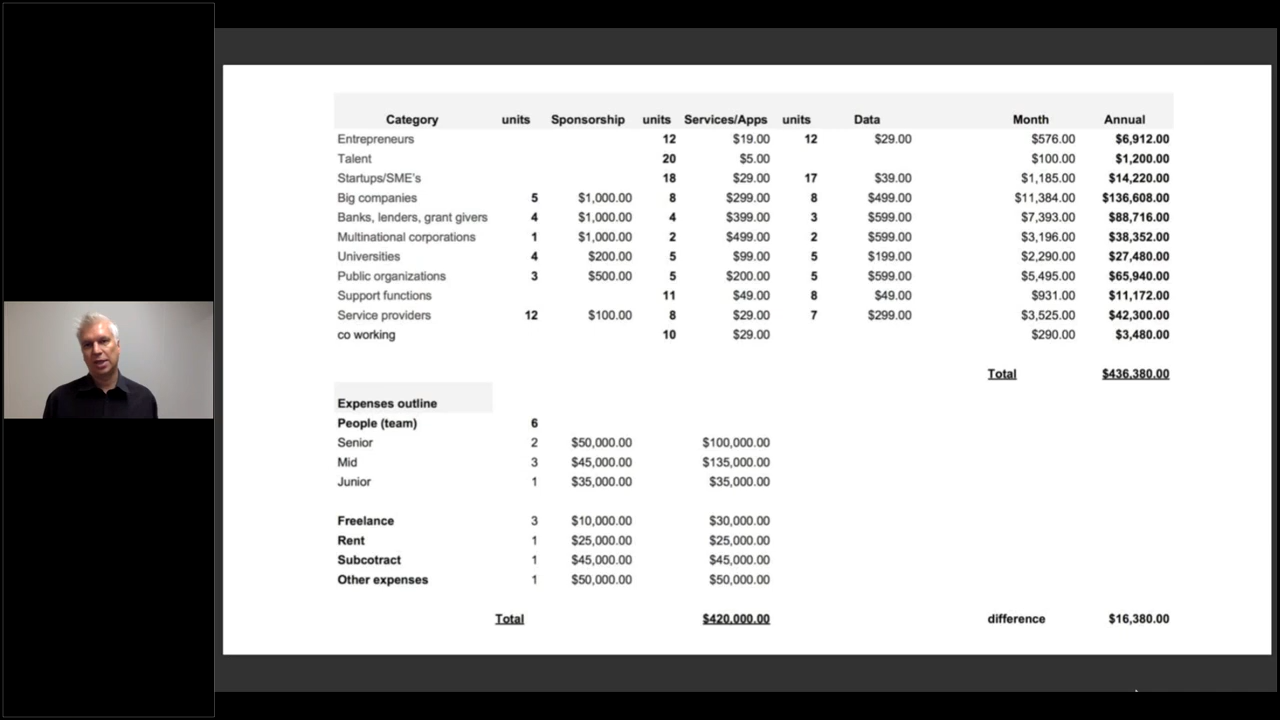 Category units Sponsorship units Services/Apps units Data Month Annual
Entrepreneurs 12 $19.00 12 $29.00 $576.00 $6,912.00
Talent 20 $5.00 $100.00 $1,200.00
Startups/SME's 18 $29.00 17 $39.00 $1,185.00 $14,220.00
Big companies 5 $1,000.00 8 $299.00 8 $499.00 $11,384.00 $136,608.00
Banks, lenders, grant givers 4 $1,000.00 4 $399.00 3 $599.00 $7,393.00 $88,716.00
Multinational corporations 1 $1,000.00 2 $499.00 2 $599.00 $3,196.00 $38,352.00
Universities 4 $200.00 5 $99.00 5 $199.00 $2,290.00 $27,480.00
Public organizations 3 $500.00 5 $200.00 5 $599.00 $5,495.00 $65,940.00
Support functions 11 $49.00 8 $49.00 $931.00 $11,172.00
Service providers 12 $100.00 8 $29.00 7 $299.00 $3,525.00 $42,300.00
co working 10 $29.00 $290.00 $3,480.00
Total $436,380.00
Expenses outline
People (team) 6
Senior 2 $50,000.00 $100,000.00
Mid 3 $45,000.00 $135,000.00
Junior 1 $35,000.00 $35,000.00
Freelance 3 $10,000.00 $30,000.00
Rent 1 $25,000.00 $25,000.00
Subcotract 1 $45,000.00 $45,000.00
Other expenses 1 $50,000.00 $50,000.00
Total $420,000.00 difference $16,380.00